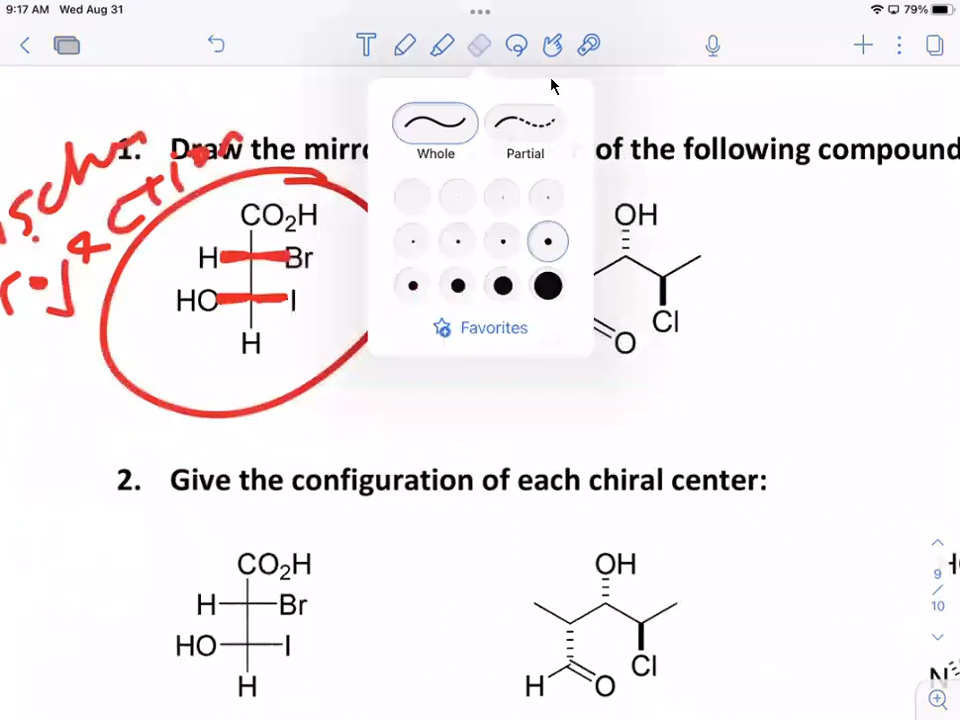 9:17 AM Wed Aug 31 79%
T
Whole Partial
1. Draw the mirro of the following compound
CO₂H OH
H Br
HO I Cl
H O
Favorites
2. Give the configuration of each chiral center:
CO₂H OH
H Br
HO I Cl
H H O
9
10
N